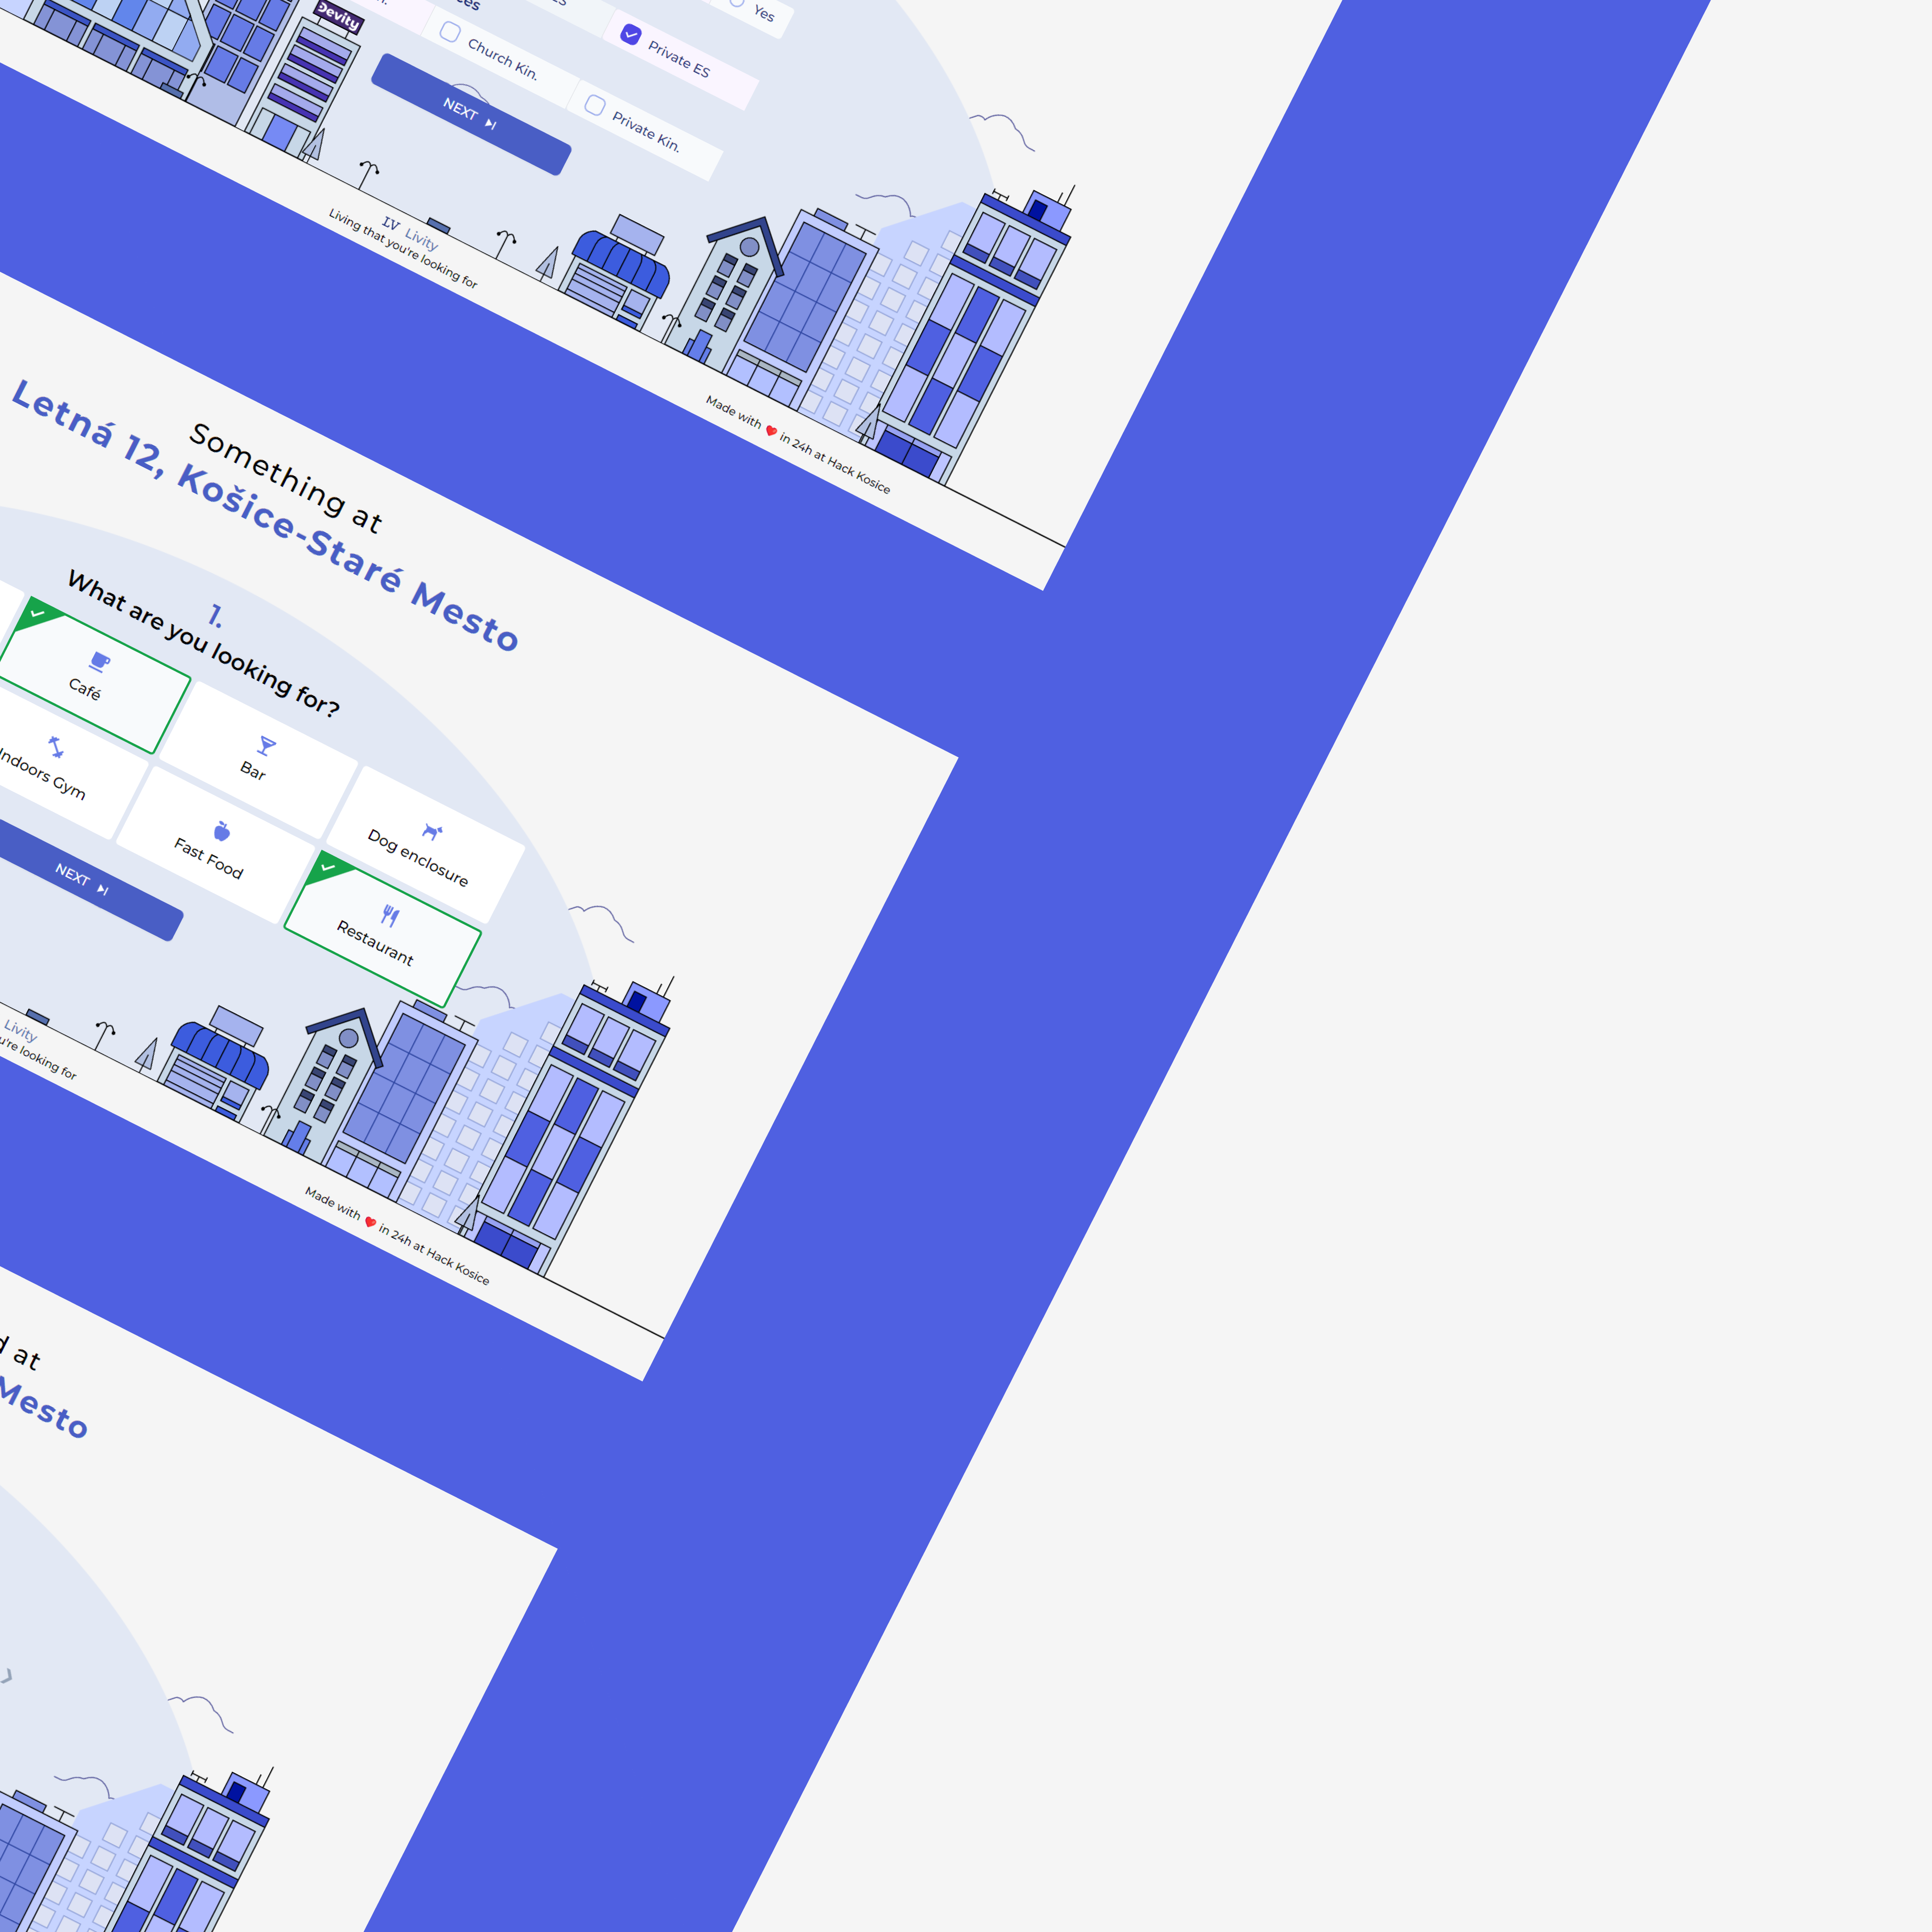 Devity
Yes
Private ES
Church Kin.
Private Kin.
NEXT
IV Livity
Living that you're looking for
Made with ❤️ in 24h at Hack Kosice
Something at
Letná 12, Košice-Staré Mesto
1.
What are you looking for?
Café
Bar
Dog enclosure
Indoors Gym
Fast Food
Restaurant
NEXT
Livity
looking for
Made with ❤️ in 24h at Hack Kosice
at
Mesto